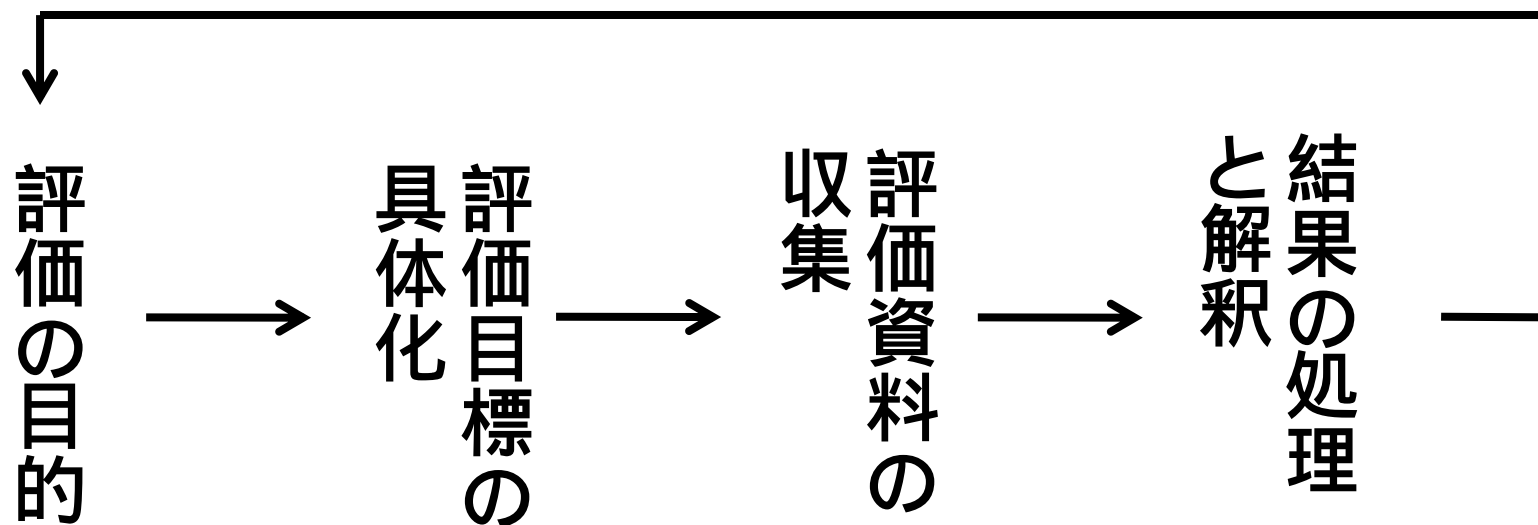 評価の目的
評価目標の
具体化
評価資料の
収集
結果の処理
と解釈